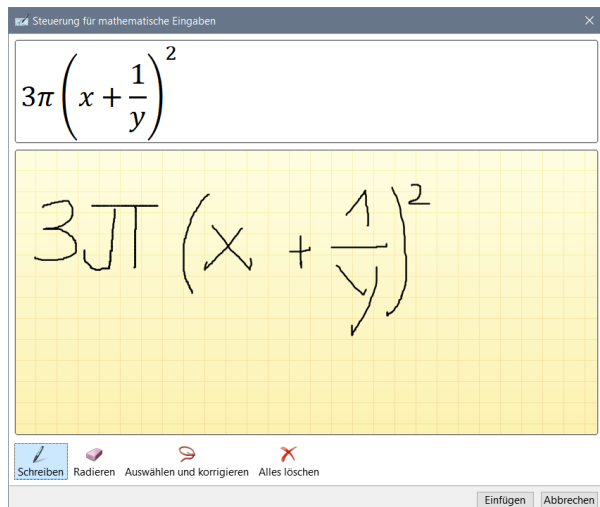 Steuerung für mathematische Eingaben
3π(x + 1/y)²
3π(x + 1/y)²
Schreiben Radieren Auswählen und korrigieren Alles löschen
Einfügen Abbrechen